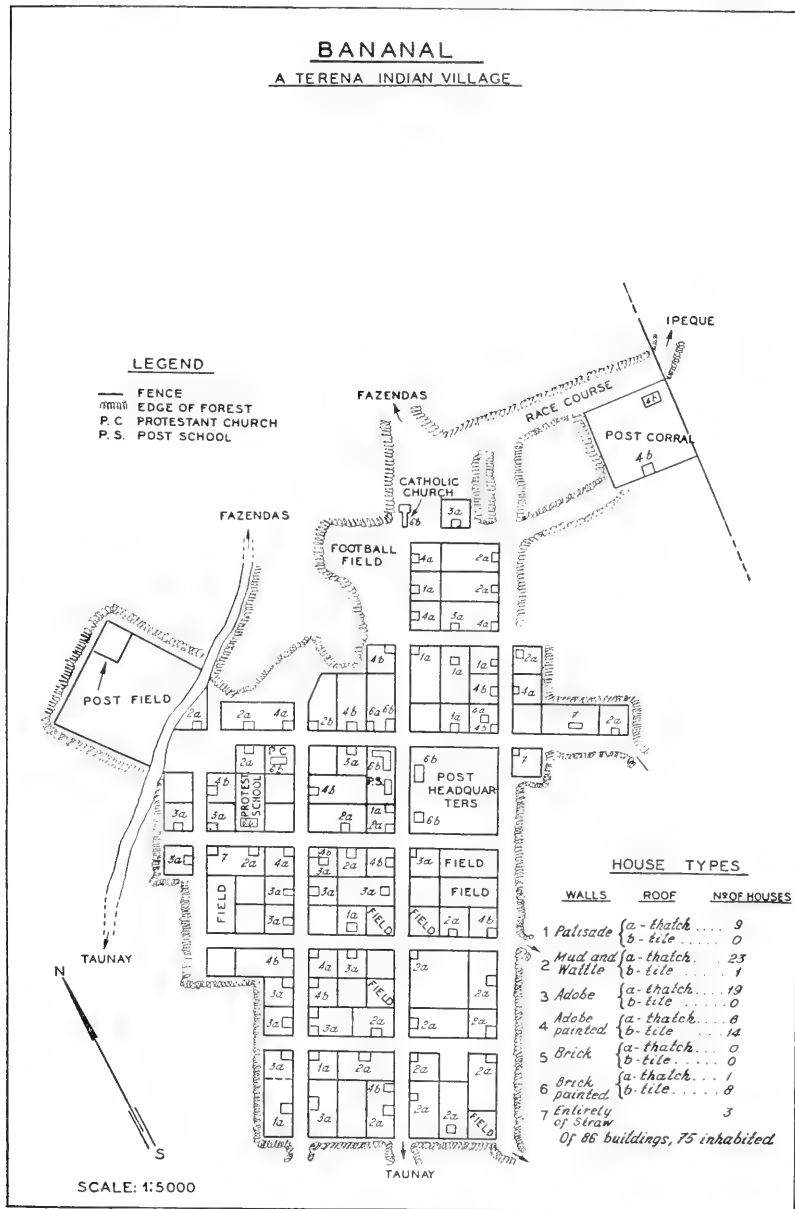 BANANAL
A TERENA INDIAN VILLAGE
IPEQUE
LEGEND
FENCE
EDGE OF FOREST
P. C PROTESTANT CHURCH
P. S. POST SCHOOL
FAZENDAS
RACE COURSE
4b
POST CORRAL
4b
CATHOLIC
CHURCH
6b
3a
FAZENDAS
FOOTBALL
FIELD
4a 2a
1a 2a
4a 3a 4a
POST FIELD
4b 1a 1a 1a 2a
4b 4a
2a 2a 4a 2b 4b 6a 6b 1a 4a 4b 7 2a
2a P.C 6b 3a 6b 6b 7
P.S.
POST
HEADQUAR
TERS
4b PROTEST. SCHOOL 4b
3a 3a 2a 1a 2a 6b
3a 7 2a 4a 4b 3a 2a 4b 3a FIELD
FIELD 3a 3a 3a FIELD
3a 1a FIELD FIELD 2a 4b
4b 4a 3a 2a
3a 4b FIELD 2a
3a 3a 2a 2a 2a
3a 1a 2a 2a 2a
4b
1a 3a 2a 2a 2a FIELD
TAUNAY
N
S
TAUNAY
SCALE: 1:5000
HOUSE TYPES
WALLS ROOF Nº OF HOUSES
1 Palisade { a - thatch .... 9
b - tile ..... 0
2 Mud and Wattle { a - thatch. 23
b - tile ..... 1
3 Adobe { a - thatch ... 19
b - tile ..... 0
4 Adobe painted { a - thatch ... 8
b - tile ..... 14
5 Brick { a - thatch ... 0
b - tile ..... 0
6 Brick painted { a - thatch ... 1
b - tile ..... 8
7 Entirely of Straw 3
Of 86 buildings, 75 inhabited